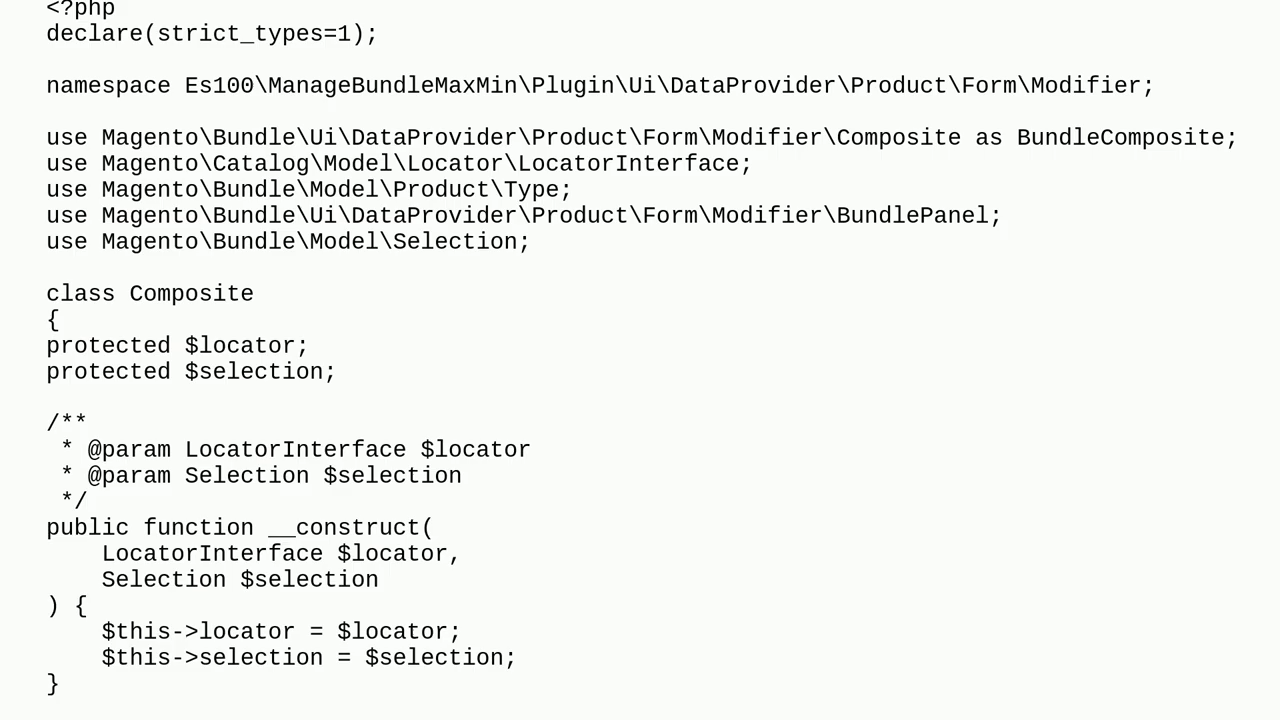 <?php
declare(strict_types=1);

namespace Es100\ManageBundleMaxMin\Plugin\Ui\DataProvider\Product\Form\Modifier;

use Magento\Bundle\Ui\DataProvider\Product\Form\Modifier\Composite as BundleComposite;
use Magento\Catalog\Model\Locator\LocatorInterface;
use Magento\Bundle\Model\Product\Type;
use Magento\Bundle\Ui\DataProvider\Product\Form\Modifier\BundlePanel;
use Magento\Bundle\Model\Selection;

class Composite
{
protected $locator;
protected $selection;

/**
 * @param LocatorInterface $locator
 * @param Selection $selection
 */
public function __construct(
    LocatorInterface $locator,
    Selection $selection
) {
    $this->locator = $locator;
    $this->selection = $selection;
}